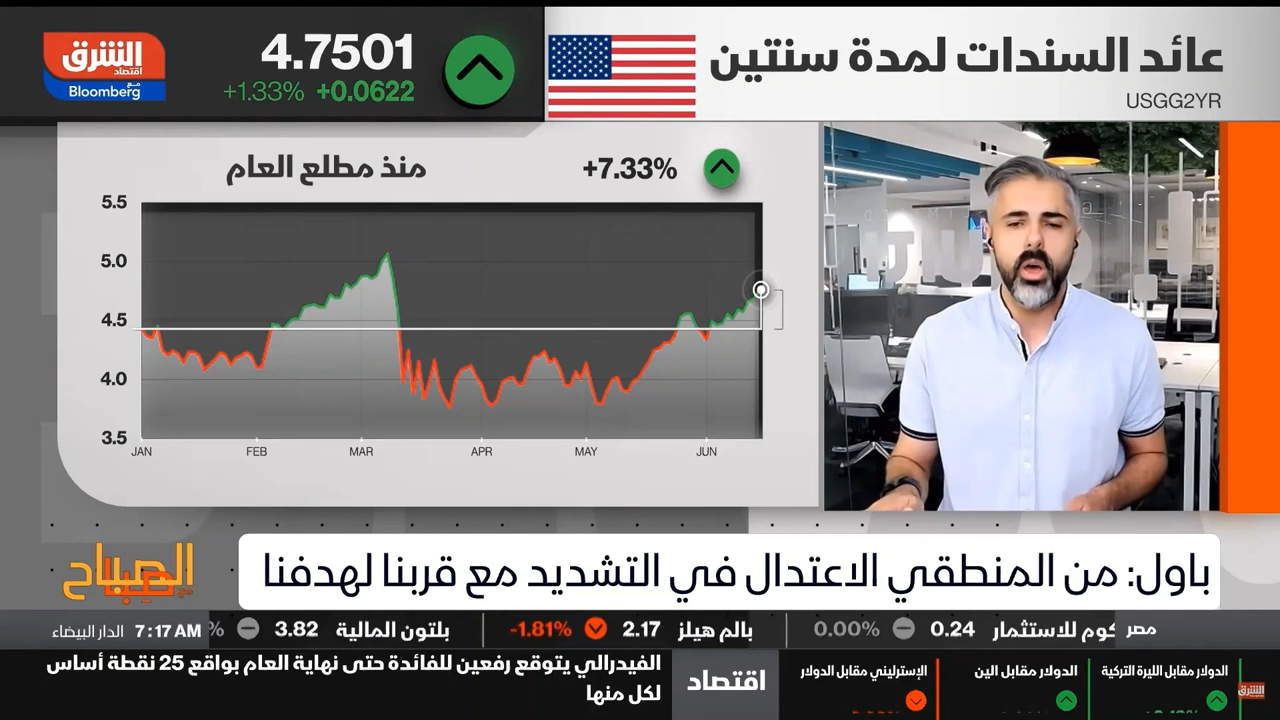 الشرق
اقتصاد
مع
Bloomberg
4.7501
+1.33% +0.0622
عائد السندات لمدة سنتين
USGG2YR
منذ مطلع العام
+7.33%
5.5
5.0
4.5
4.0
3.5
JAN FEB MAR APR MAY JUN
الصباح
مع
صبا
باول: من المنطقي الاعتدال في التشديد مع قربنا لهدفنا
مصر
كوم للاستثمار 0.24 0.00%
بالم هيلز 2.17 -1.81%
بلتون المالية 3.82 %
7:17 AM الدار البيضاء
الدولار مقابل الليرة التركية
الدولار مقابل الين
الإسترليني مقابل الدولار
الشرق
اقتصاد
الفيدرالي يتوقع رفعين للفائدة حتى نهاية العام بواقع 25 نقطة أساس
لكل منها